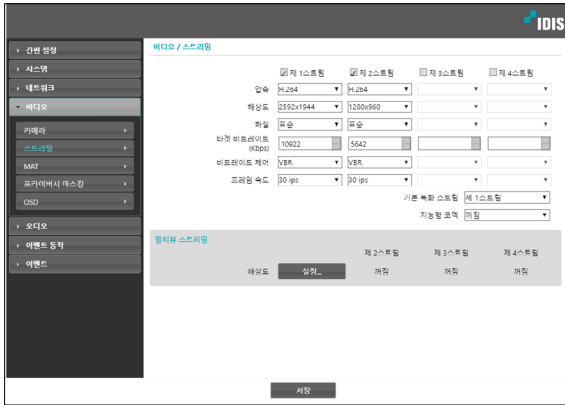 IDIS
간편 설정
시스템
네트워크
비디오
카메라
스트리밍
MAT
프라이버시 마스킹
OSD
오디오
이벤트 동작
이벤트
비디오 / 스트리밍
제 1스트림 제 2스트림 제 3스트림 제 4스트림
압축 H.264 H.264
해상도 2592x1944 1280x960
화질 표준 표준
타겟 비트레이트
(Kbps) 10922 5642
비트레이트 제어 VBR VBR
프레임 속도 30 ips 30 ips
기본 녹화 스트림 제 1스트림
지능형 코덱 꺼짐
멀티뷰 스트리밍
제 2스트림 제 3스트림 제 4스트림
해상도 설정... 꺼짐 꺼짐 꺼짐
저장